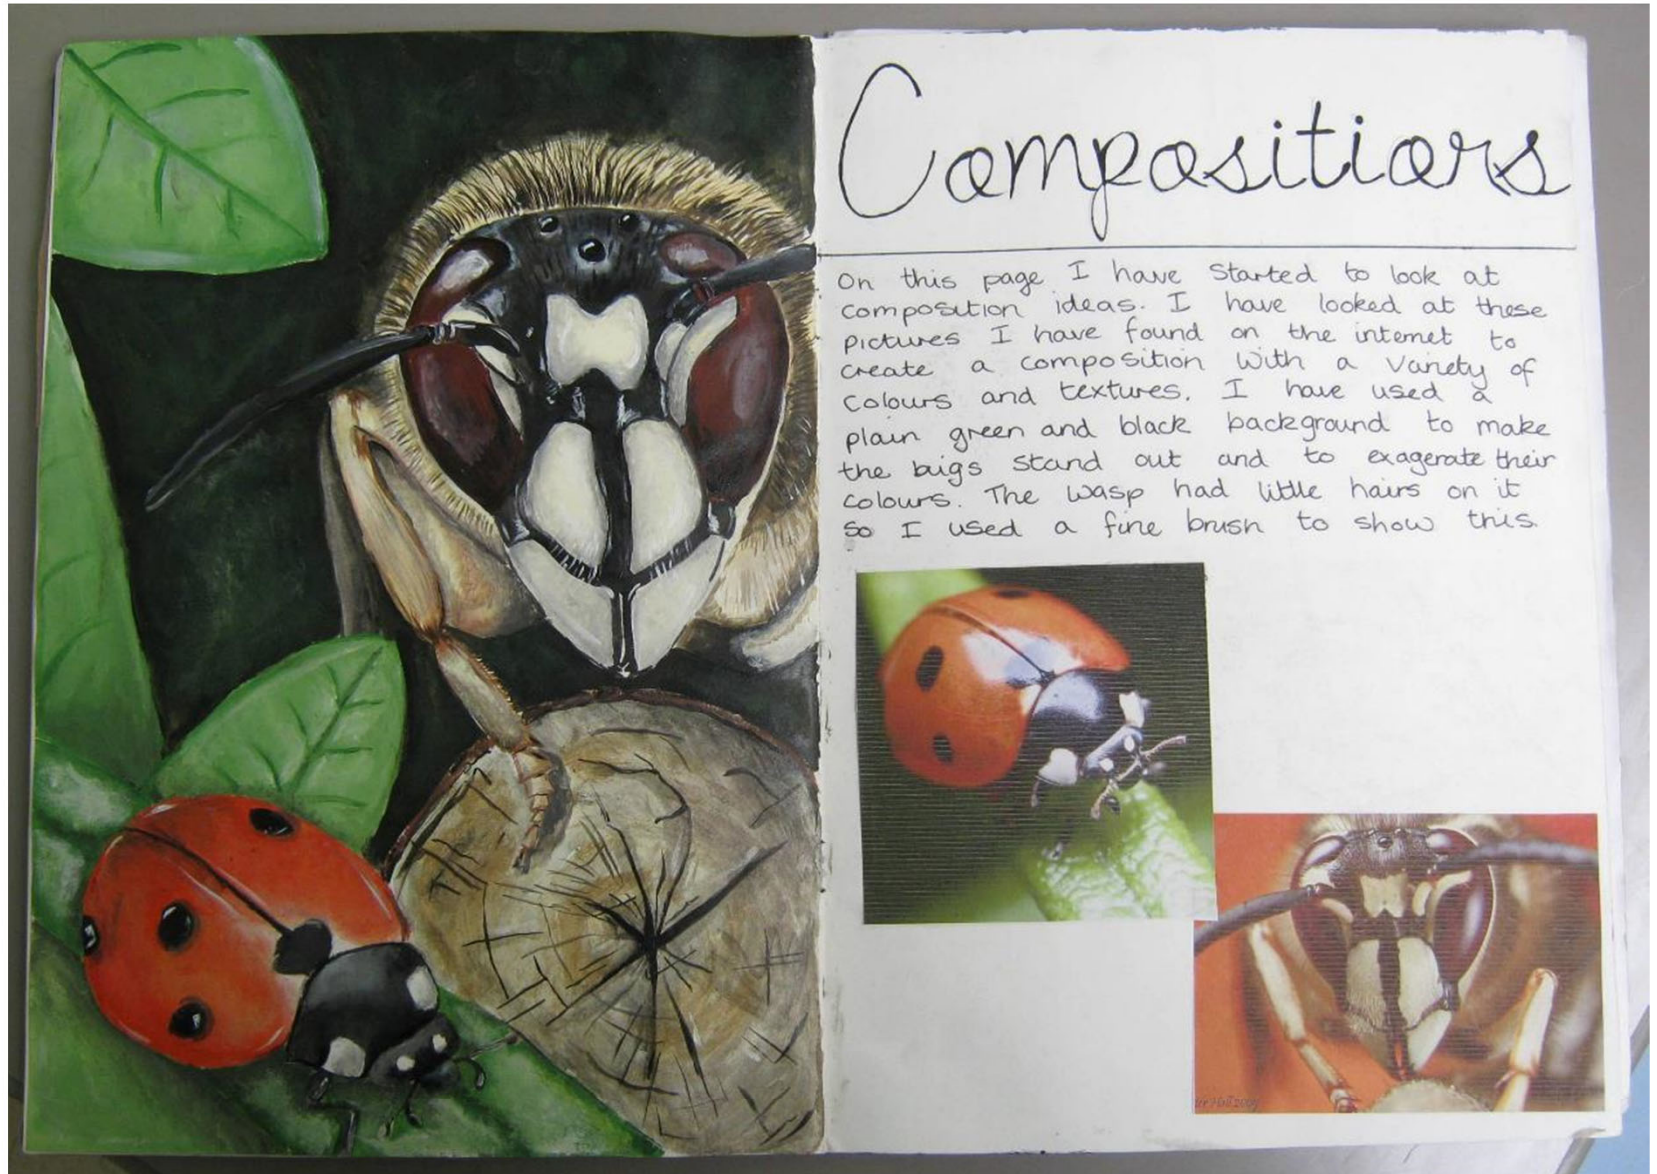 Compositions
On this page I have started to look at
composition ideas. I have looked at these
pictures I have found on the internet to
create a composition with a variety of
colours and textures. I have used a
plain green and black background to make
the bugs stand out and to exagerate their
colours. The wasp had little hairs on it
so I used a fine brush to show this.